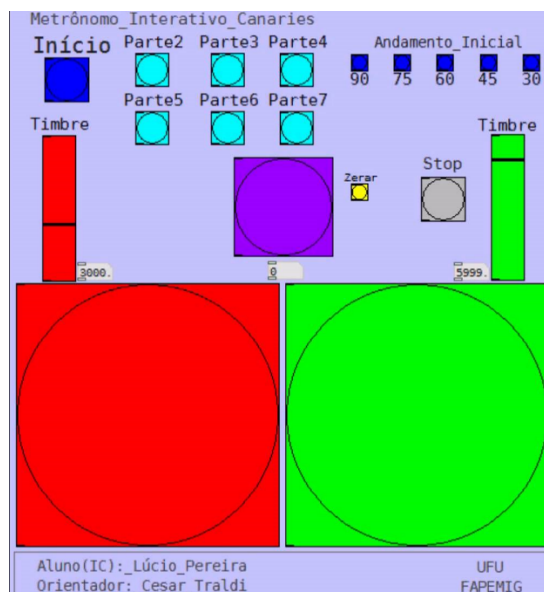 Metrônomo_Interativo_Canaries
Início Parte2 Parte3 Parte4 Andamento_Inicial
90 75 60 45 30
Parte5 Parte6 Parte7
Timbre Timbre
Stop
Zerar
3000. 0 5999.
Aluno(IC):_Lúcio_Pereira UFU
Orientador: Cesar Traldi FAPEMIG